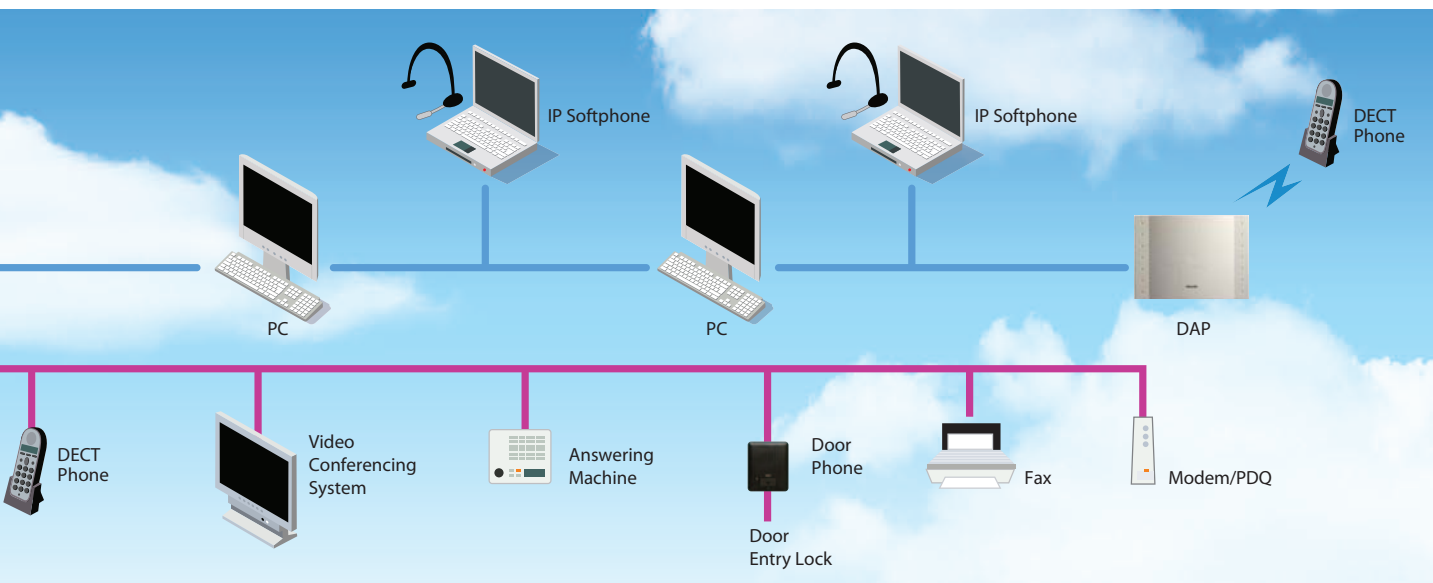 IP Softphone
IP Softphone
DECT
Phone
PC
PC
DAP
DECT
Phone
Video
Conferencing
System
Answering
Machine
Door
Phone
Fax
Modem/PDQ
Door
Entry Lock